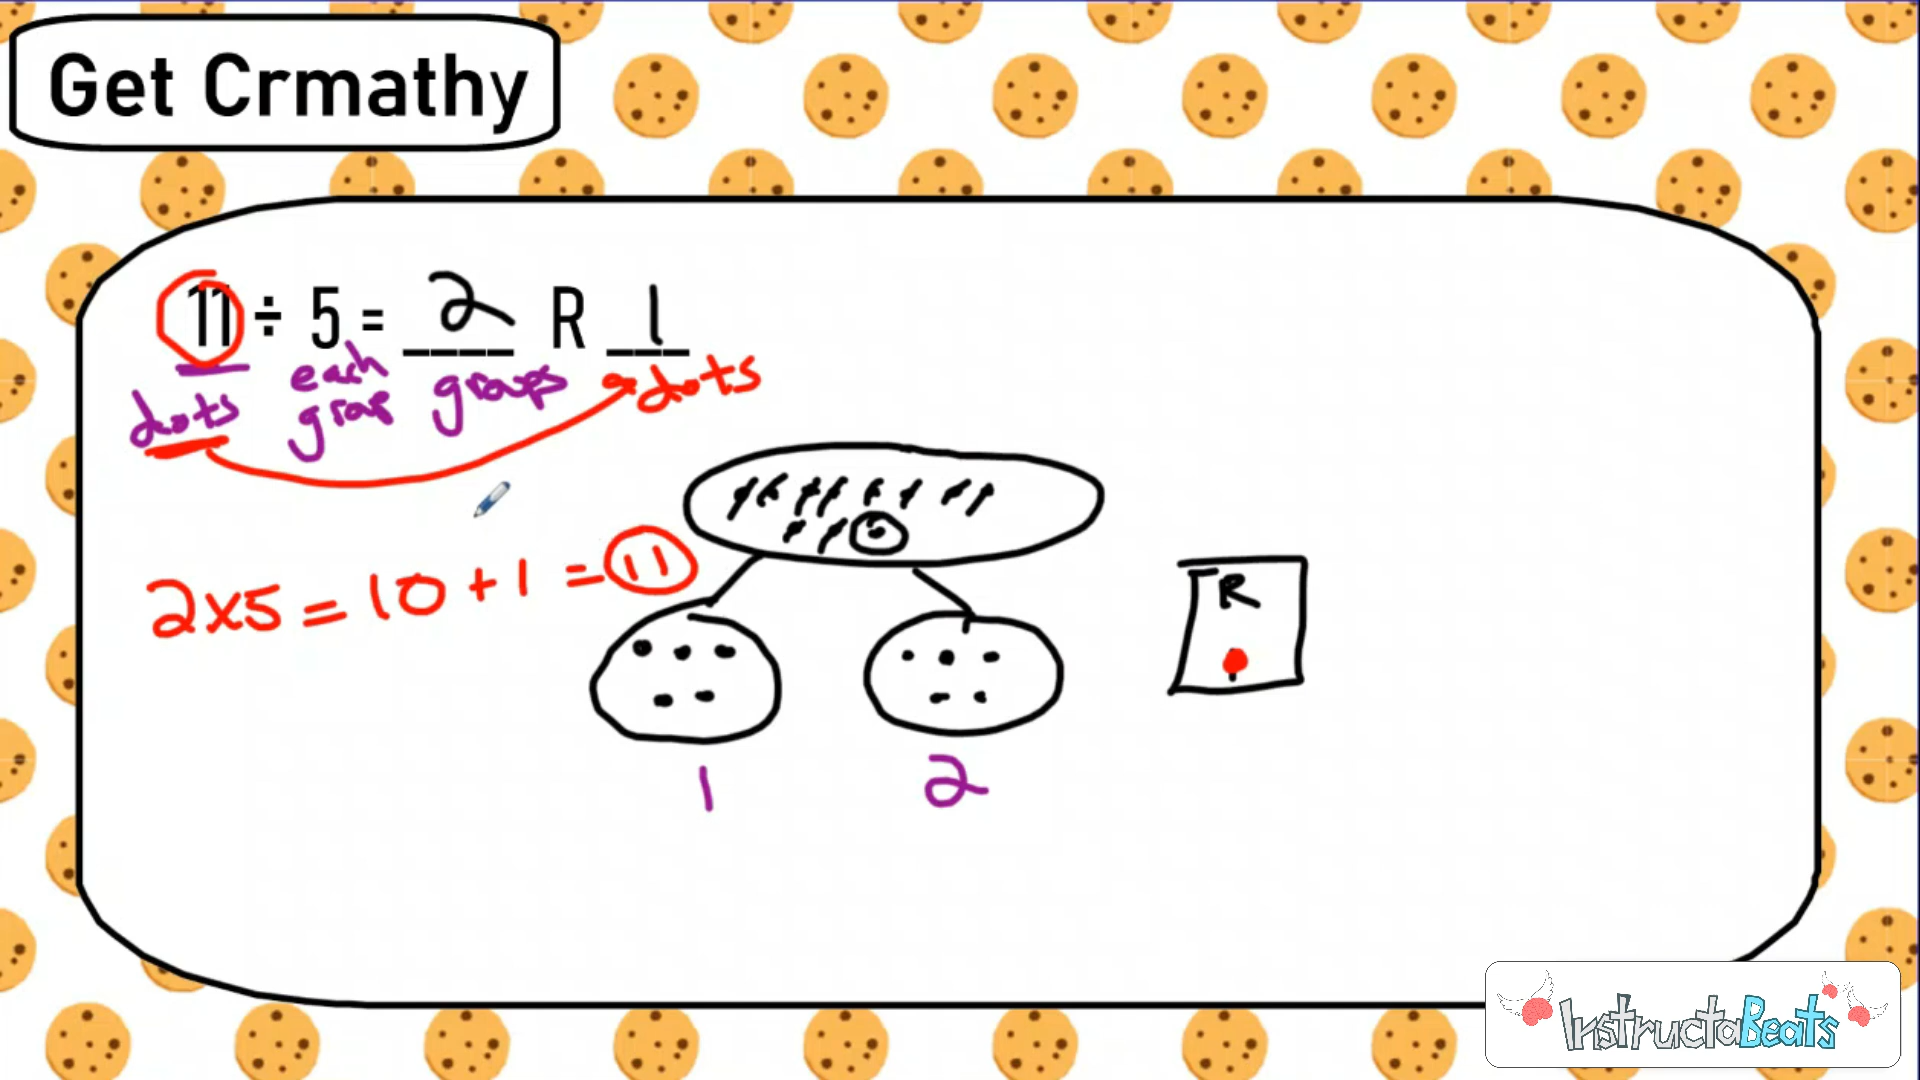 Get Crmathy
11 ÷ 5 = 2 R 1
dots each group groups dots
2x5 = 10 + 1 = 11
R
1 2
InstructaBeats